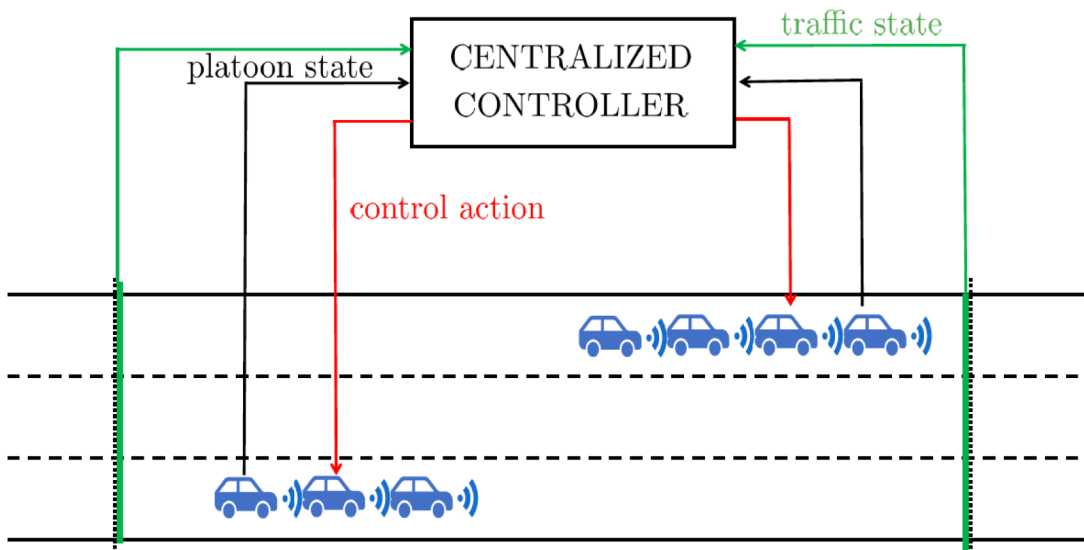 traffic state
platoon state
CENTRALIZED
CONTROLLER
control action